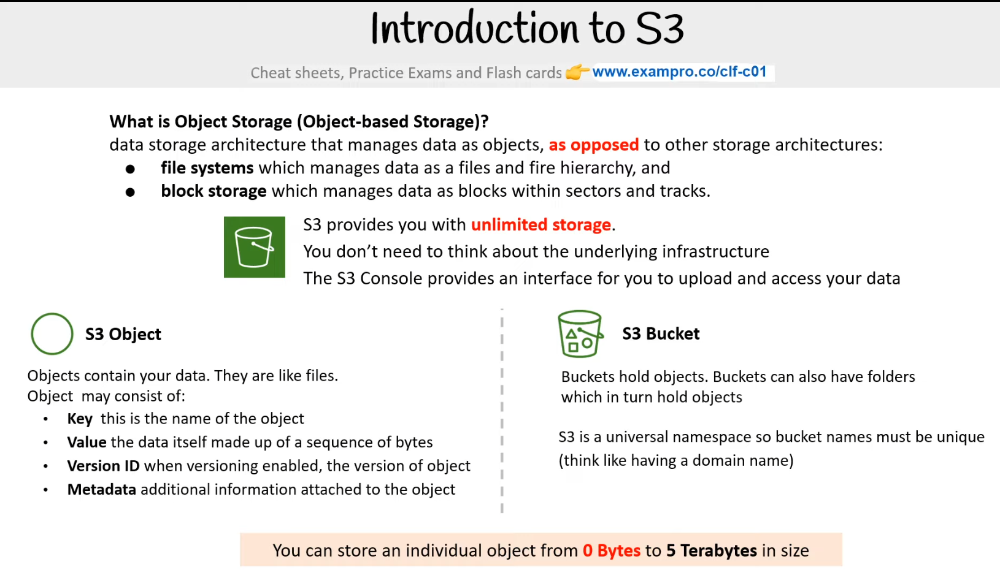 Introduction to S3
Cheat sheets, Practice Exams and Flash cards 👉 www.exampro.co/clf-c01
What is Object Storage (Object-based Storage)?
data storage architecture that manages data as objects, as opposed to other storage architectures:
● file systems which manages data as a files and fire hierarchy, and
● block storage which manages data as blocks within sectors and tracks.
S3 provides you with unlimited storage.
You don’t need to think about the underlying infrastructure
The S3 Console provides an interface for you to upload and access your data
S3 Object
Objects contain your data. They are like files.
Object may consist of:
• Key this is the name of the object
• Value the data itself made up of a sequence of bytes
• Version ID when versioning enabled, the version of object
• Metadata additional information attached to the object
S3 Bucket
Buckets hold objects. Buckets can also have folders
which in turn hold objects
S3 is a universal namespace so bucket names must be unique
(think like having a domain name)
You can store an individual object from 0 Bytes to 5 Terabytes in size